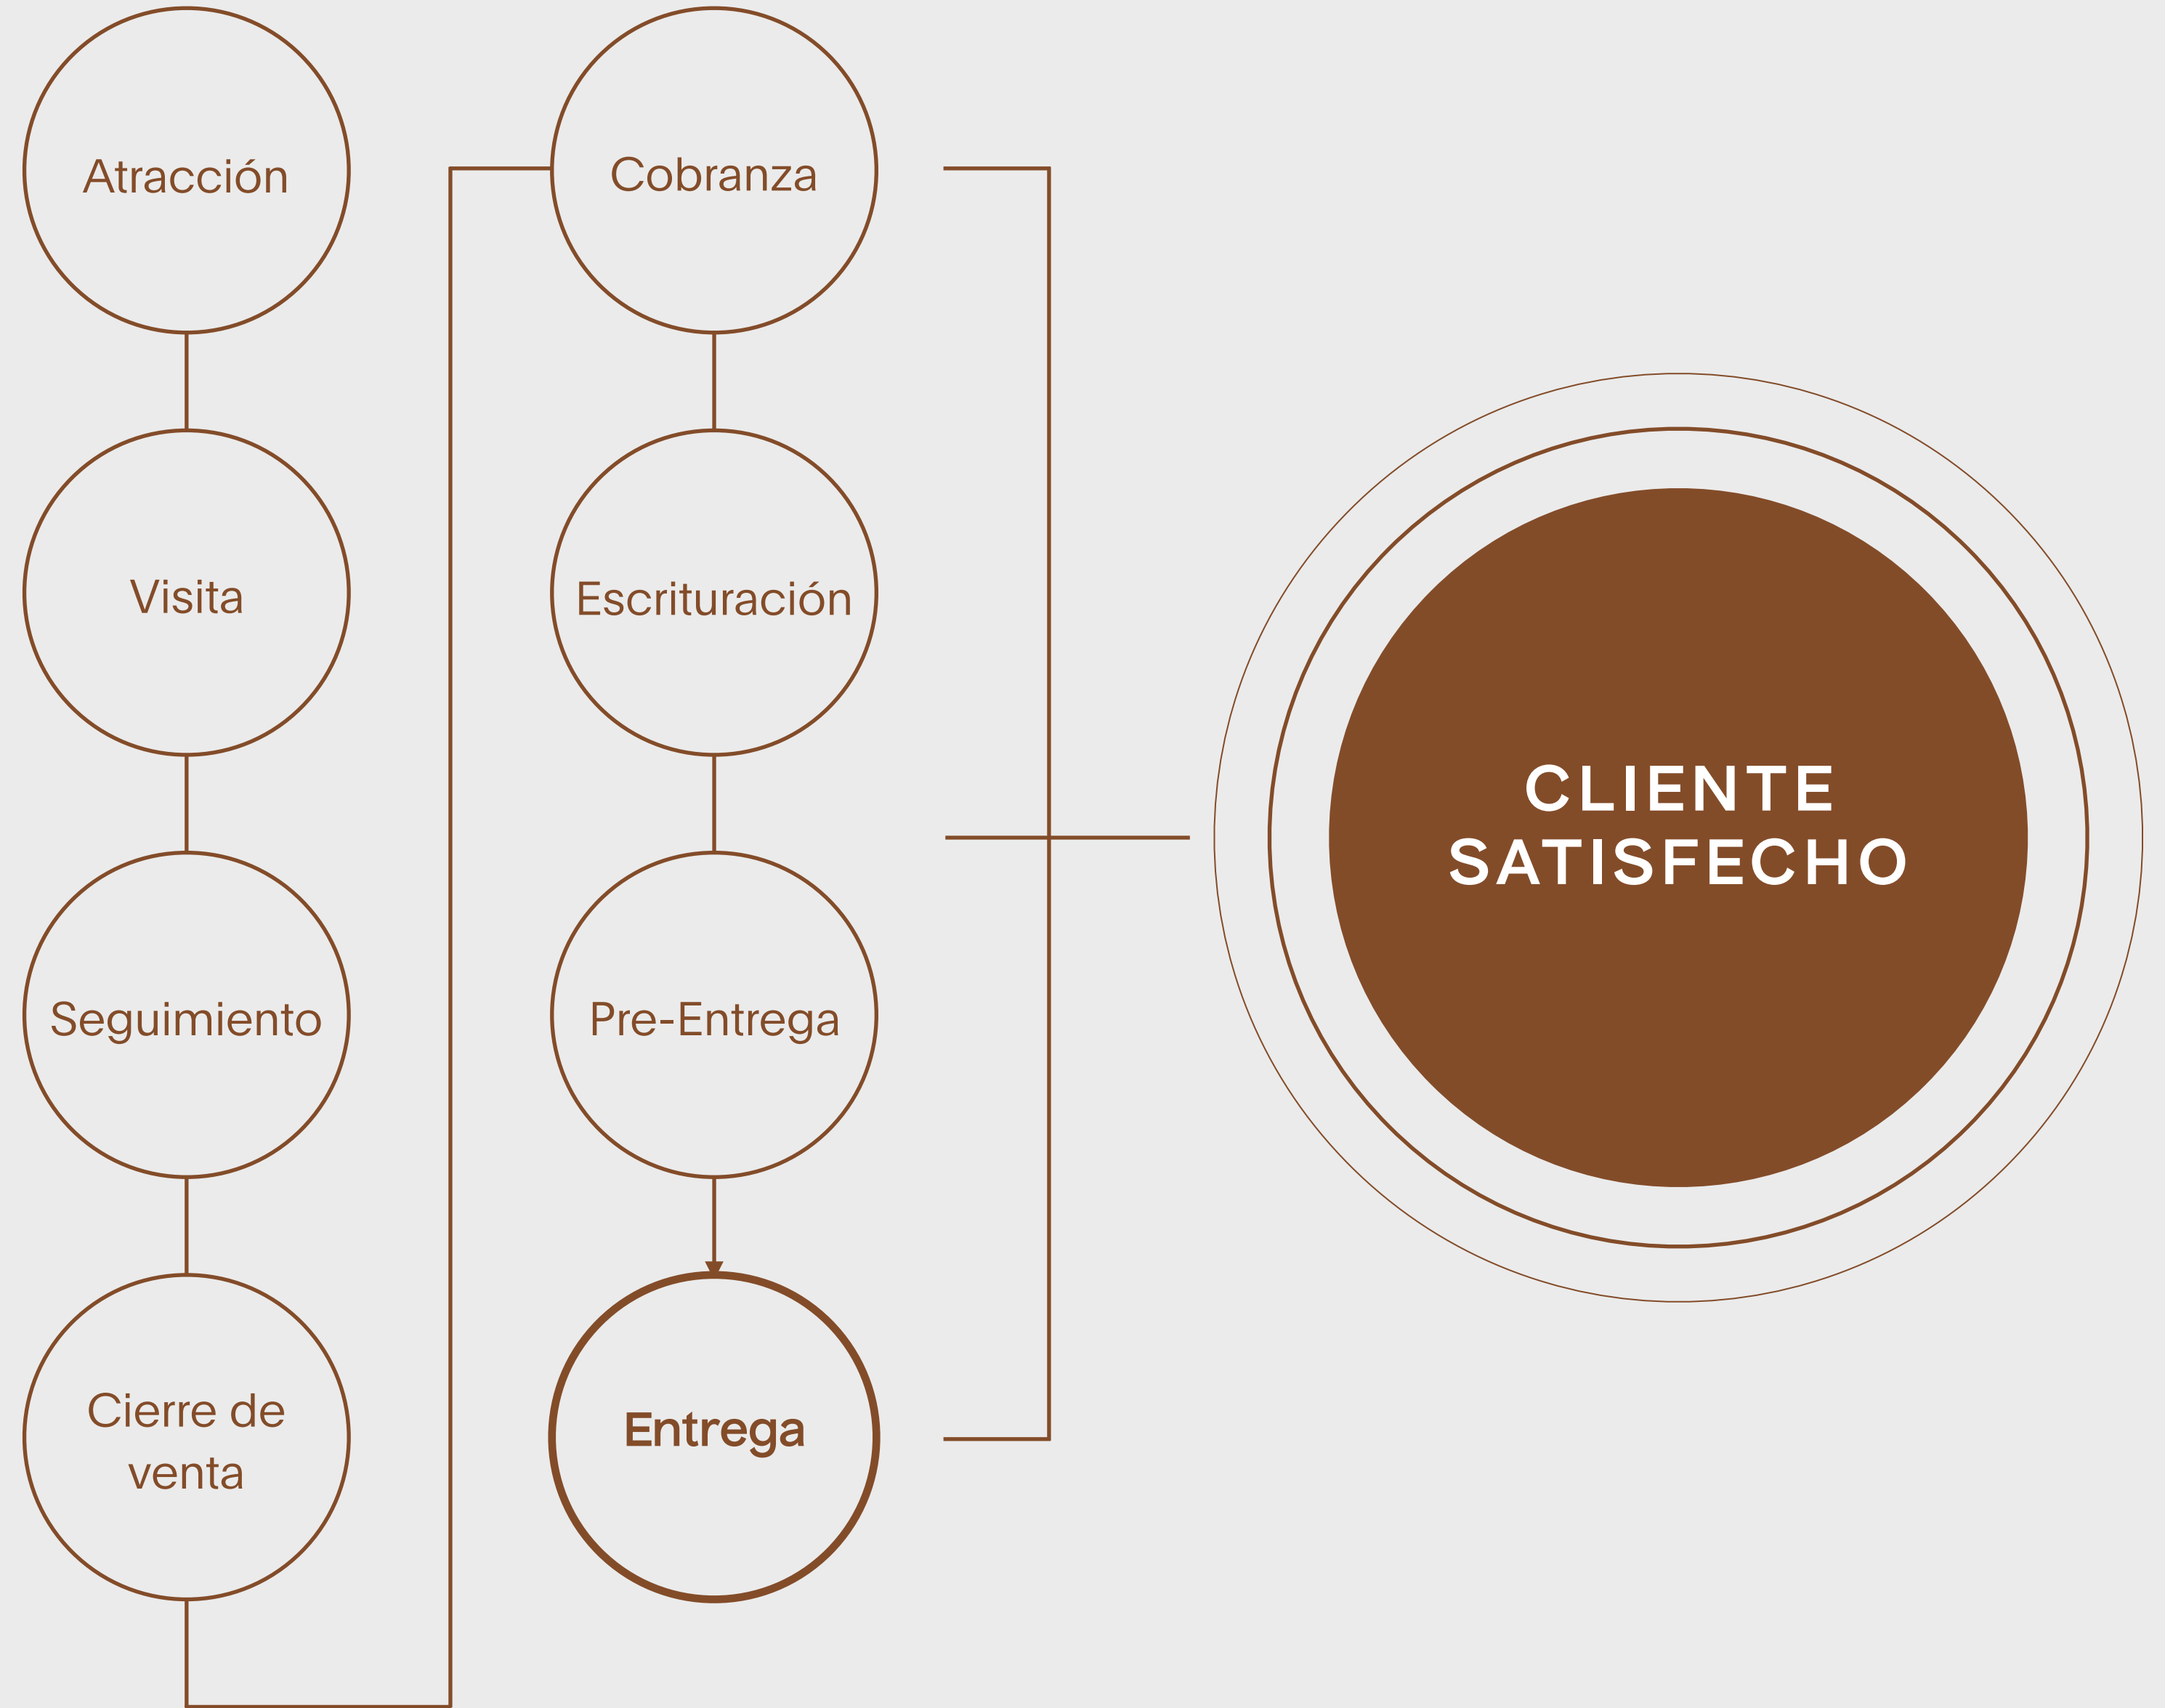 Atracción
Visita
Seguimiento
Cierre de
venta
Cobranza
Escrituración
Pre-Entrega
Entrega
CLIENTE
SATISFECHO